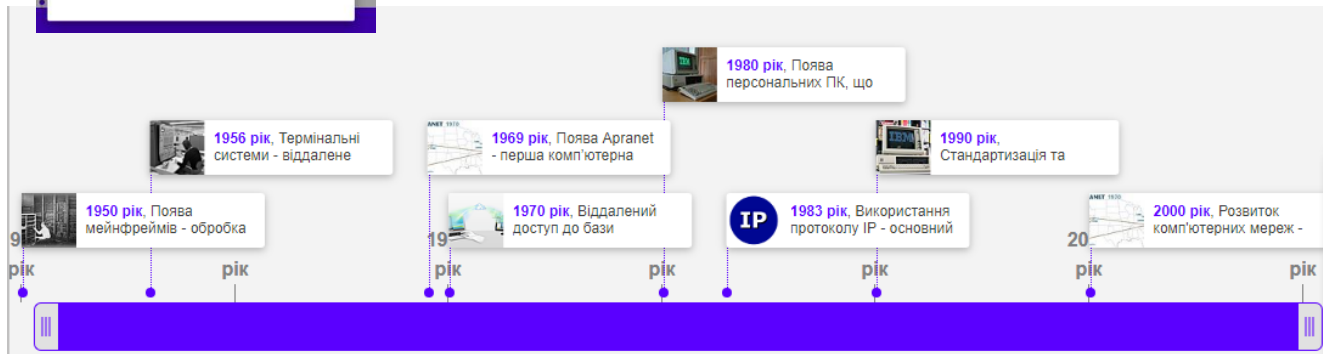 1980 рік, Поява
персональних ПК, що
1956 рік, Термінальні
системи - віддалене
1969 рік, Поява Apranet
- перша комп'ютерна
1990 рік,
Стандартизація та
1950 рік, Поява
мейнфреймів - обробка
1970 рік, Віддалений
доступ до бази
IP
1983 рік, Використання
протоколу IP - основний
2000 рік, Розвиток
комп'ютерних мереж -
9
19
20
рік
рік
рік
рік
рік
рік
рік